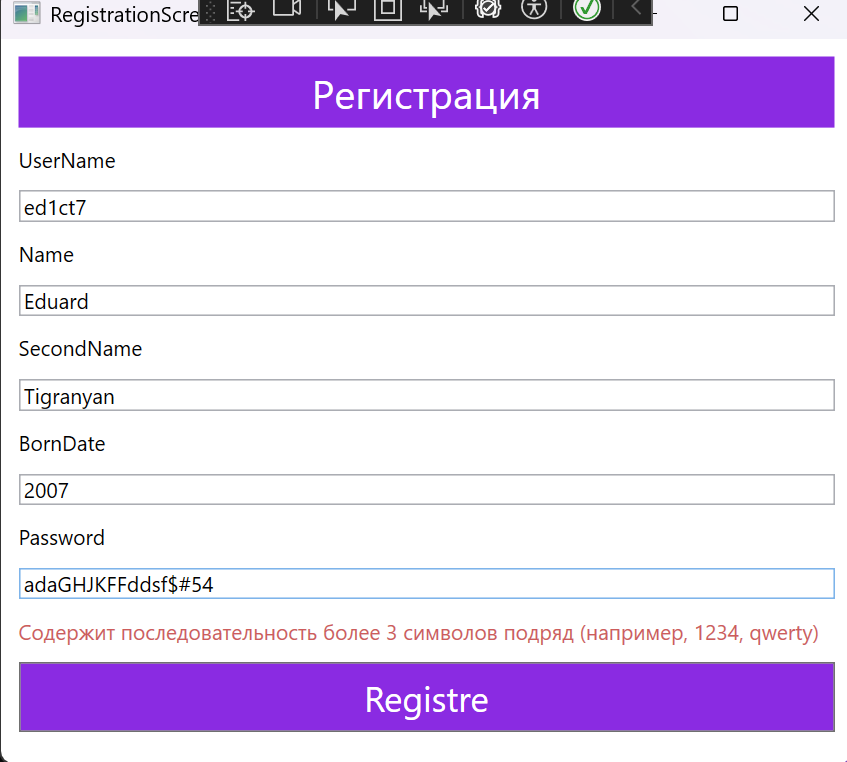 RegistrationScre
Регистрация
UserName
ed1ct7
Name
Eduard
SecondName
Tigranyan
BornDate
2007
Password
adaGHJKFFddsf$#54
Содержит последовательность более 3 символов подряд (например, 1234, qwerty)
Registre